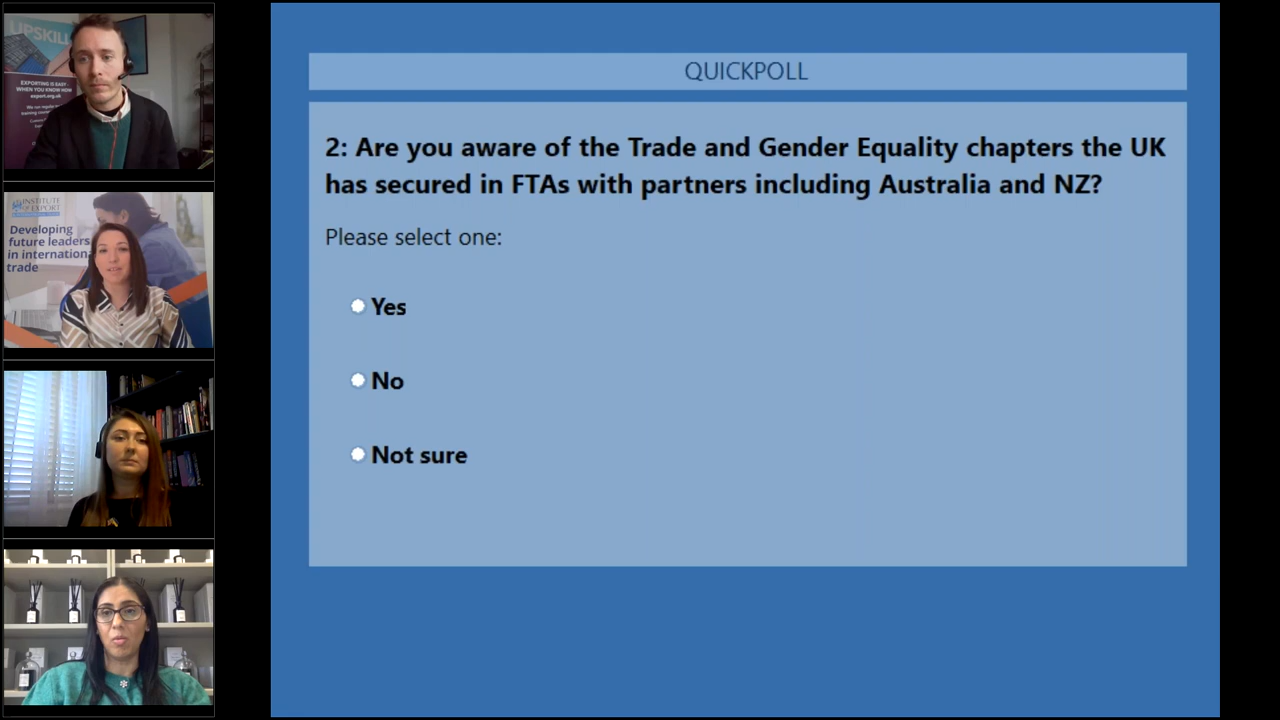 UPSKILL
EXPORTING IS EASY
WHEN YOU KNOW HOW
export.org.uk
INSTITUTE
OF EXPORT
Developing
future leaders
in internationa
trade
QUICKPOLL
2: Are you aware of the Trade and Gender Equality chapters the UK
has secured in FTAs with partners including Australia and NZ?
Please select one:
Yes
No
Not sure